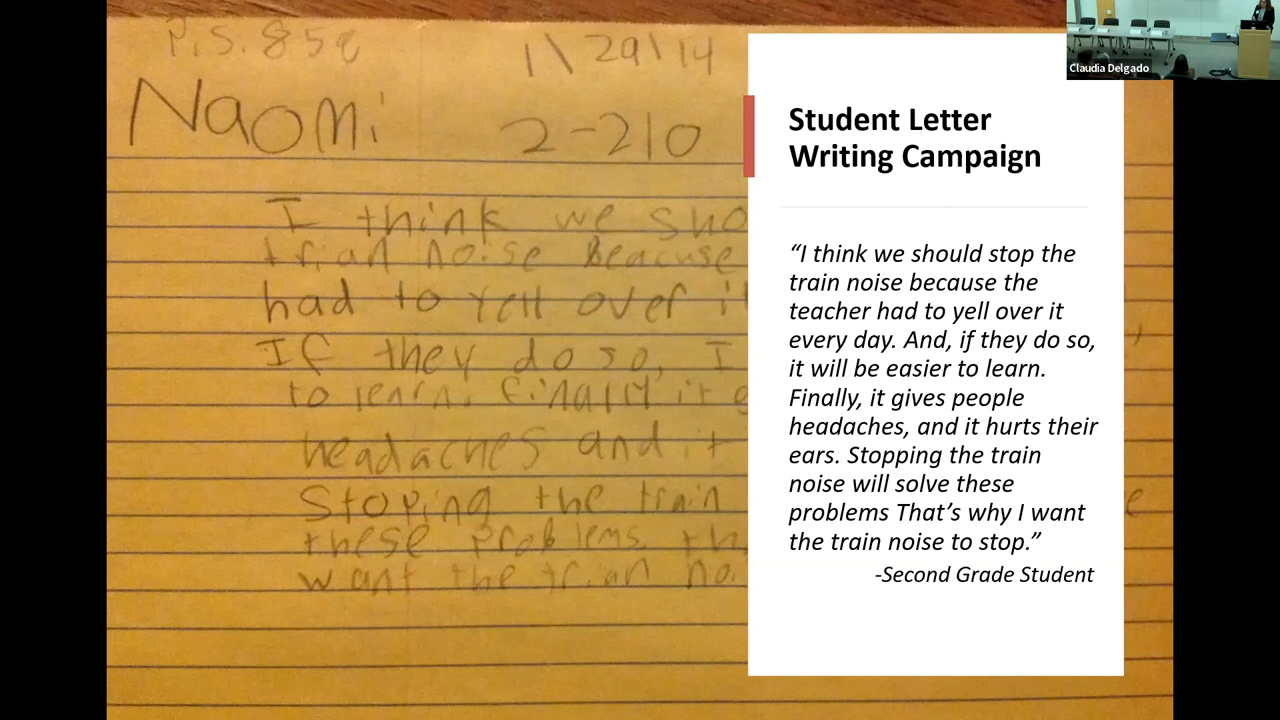 P.S. 85Q
1\29\14
Naomi
2-210
I think we sho
trian noise Beacuse
had to yell over it
If they do so, I
to learn. finally it g
headaches and it
Stoping the train
these problems. th
want the trian noi
Claudia Delgado
Student Letter
Writing Campaign
“I think we should stop the
train noise because the
teacher had to yell over it
every day. And, if they do so,
it will be easier to learn.
Finally, it gives people
headaches, and it hurts their
ears. Stopping the train
noise will solve these
problems That’s why I want
the train noise to stop.”
-Second Grade Student